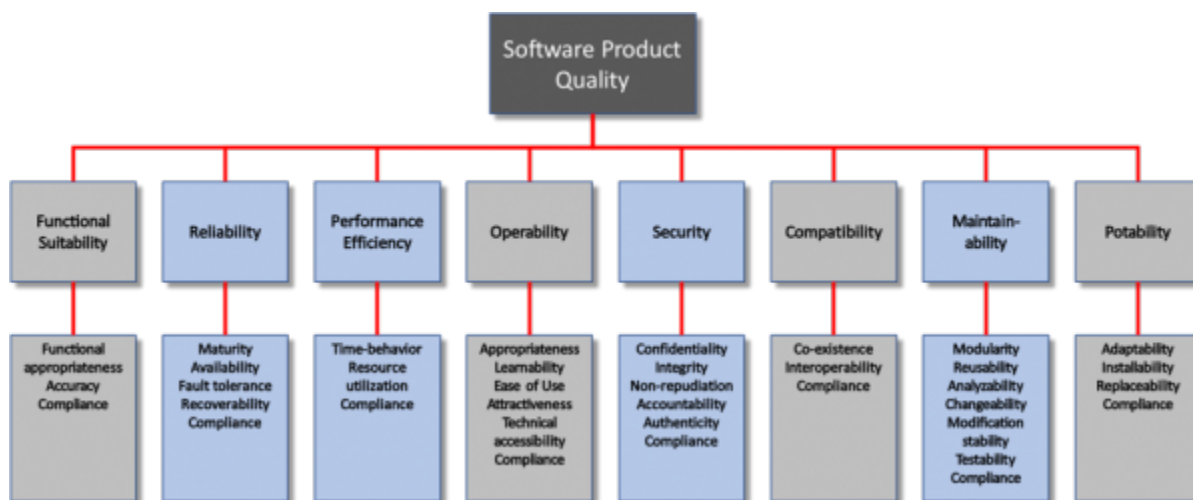 Software Product
Quality
Functional
Suitability
Reliability
Performance
Efficiency
Operability
Security
Compatibility
Maintain-
ability
Potability
Functional
appropriateness
Accuracy
Compliance
Maturity
Availability
Fault tolerance
Recoverability
Compliance
Time-behavior
Resource
utilization
Compliance
Appropriateness
Learnability
Ease of Use
Attractiveness
Technical
accessibility
Compliance
Confidentiality
Integrity
Non-repudiation
Accountability
Authenticity
Compliance
Co-existence
Interoperability
Compliance
Modularity
Reusability
Analyzability
Changeability
Modification
stability
Testability
Compliance
Adaptability
Installability
Replaceability
Compliance